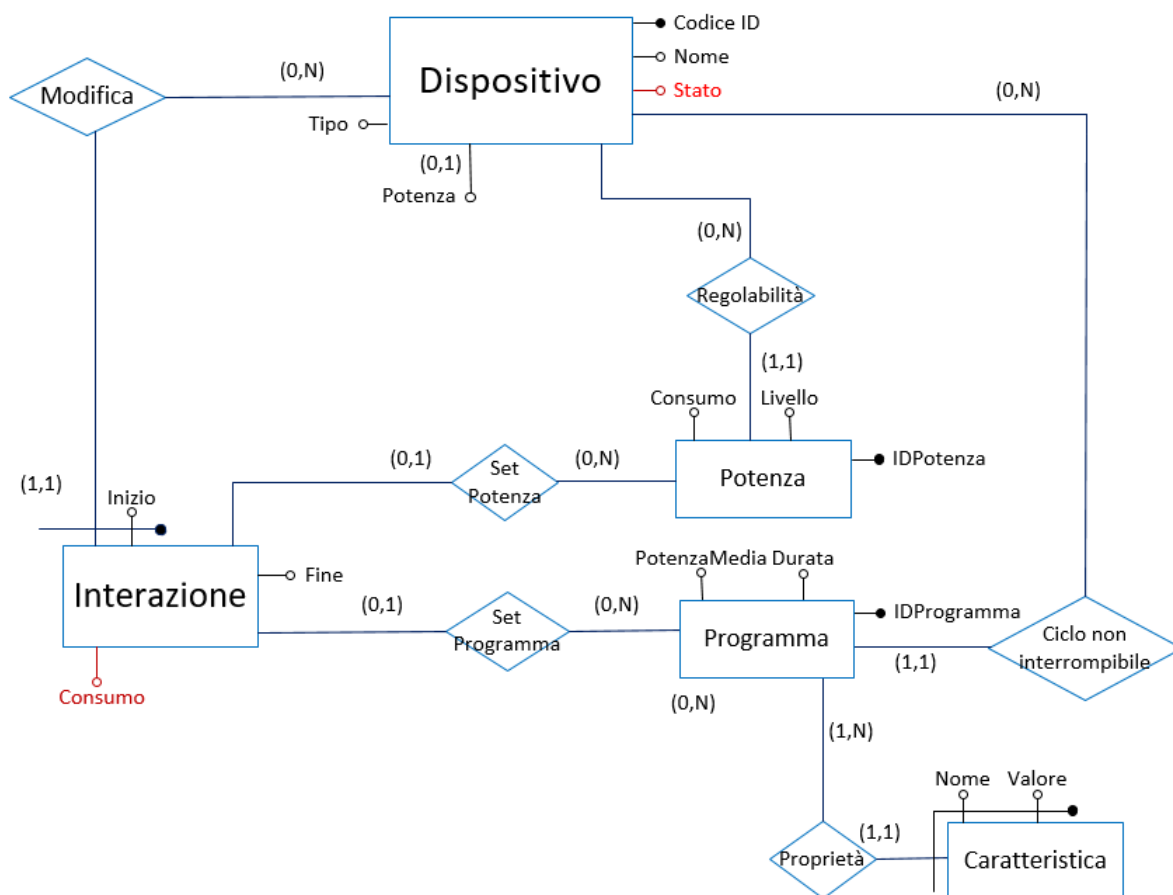 Codice ID
Nome
Stato
Dispositivo
(0,N)
Modifica
(0,N)
Tipo
(0,1)
Potenza
(0,N)
Regolabilità
(1,1)
Consumo
Livello
IDPotenza
Potenza
(0,1)
Set
Potenza
(0,N)
(1,1)
Inizio
Interazione
Fine
Consumo
(0,1)
Set
Programma
(0,N)
PotenzaMedia
Durata
IDProgramma
Programma
(0,N)
(1,1)
Ciclo non
interrompibile
(1,N)
Nome
Valore
(1,1)
Proprietà
Caratteristica